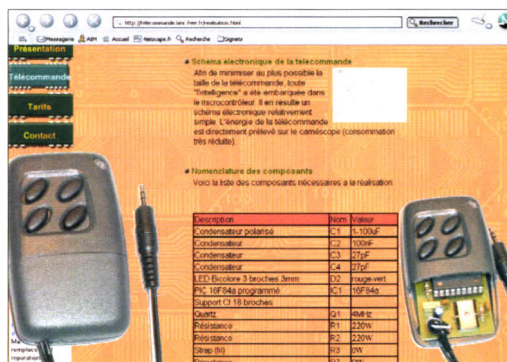 http://telecommande.lanc.free.fr/realisation.html
Rechercher
Messagerie AIM Accueil Netscape.fr Recherche Signets
Présentation
Télécommande
Tarifs
Contact
Schéma électronique de la télécommande
Afin de minimiser au plus possible la
taille de la télécommande, toute
"l'intelligence" a été embarquée dans
le microcontrôleur. Il en résulte un
schéma électronique relativement
simple. L'énergie de la télécommande
est directement prélevé sur le caméscope (consommation
très réduite).
Nomenclature des composants
Voici la liste des composants nécessaires a la réalisation
Description Nom Valeur
Condensateur polarisé C1 1-100uF
Condensateur C2 100nF
Condensateur C3 27pF
Condensateur C4 27pF
LED Bicolore 3 broches 3mm D2 rouge-vert
PIC 16F84a programmé IC1 16F84a
Support CI 18 broches
Quartz Q1 4MHz
Résistance R1 220W
Résistance R2 220W
Strap (fil) R3 0W